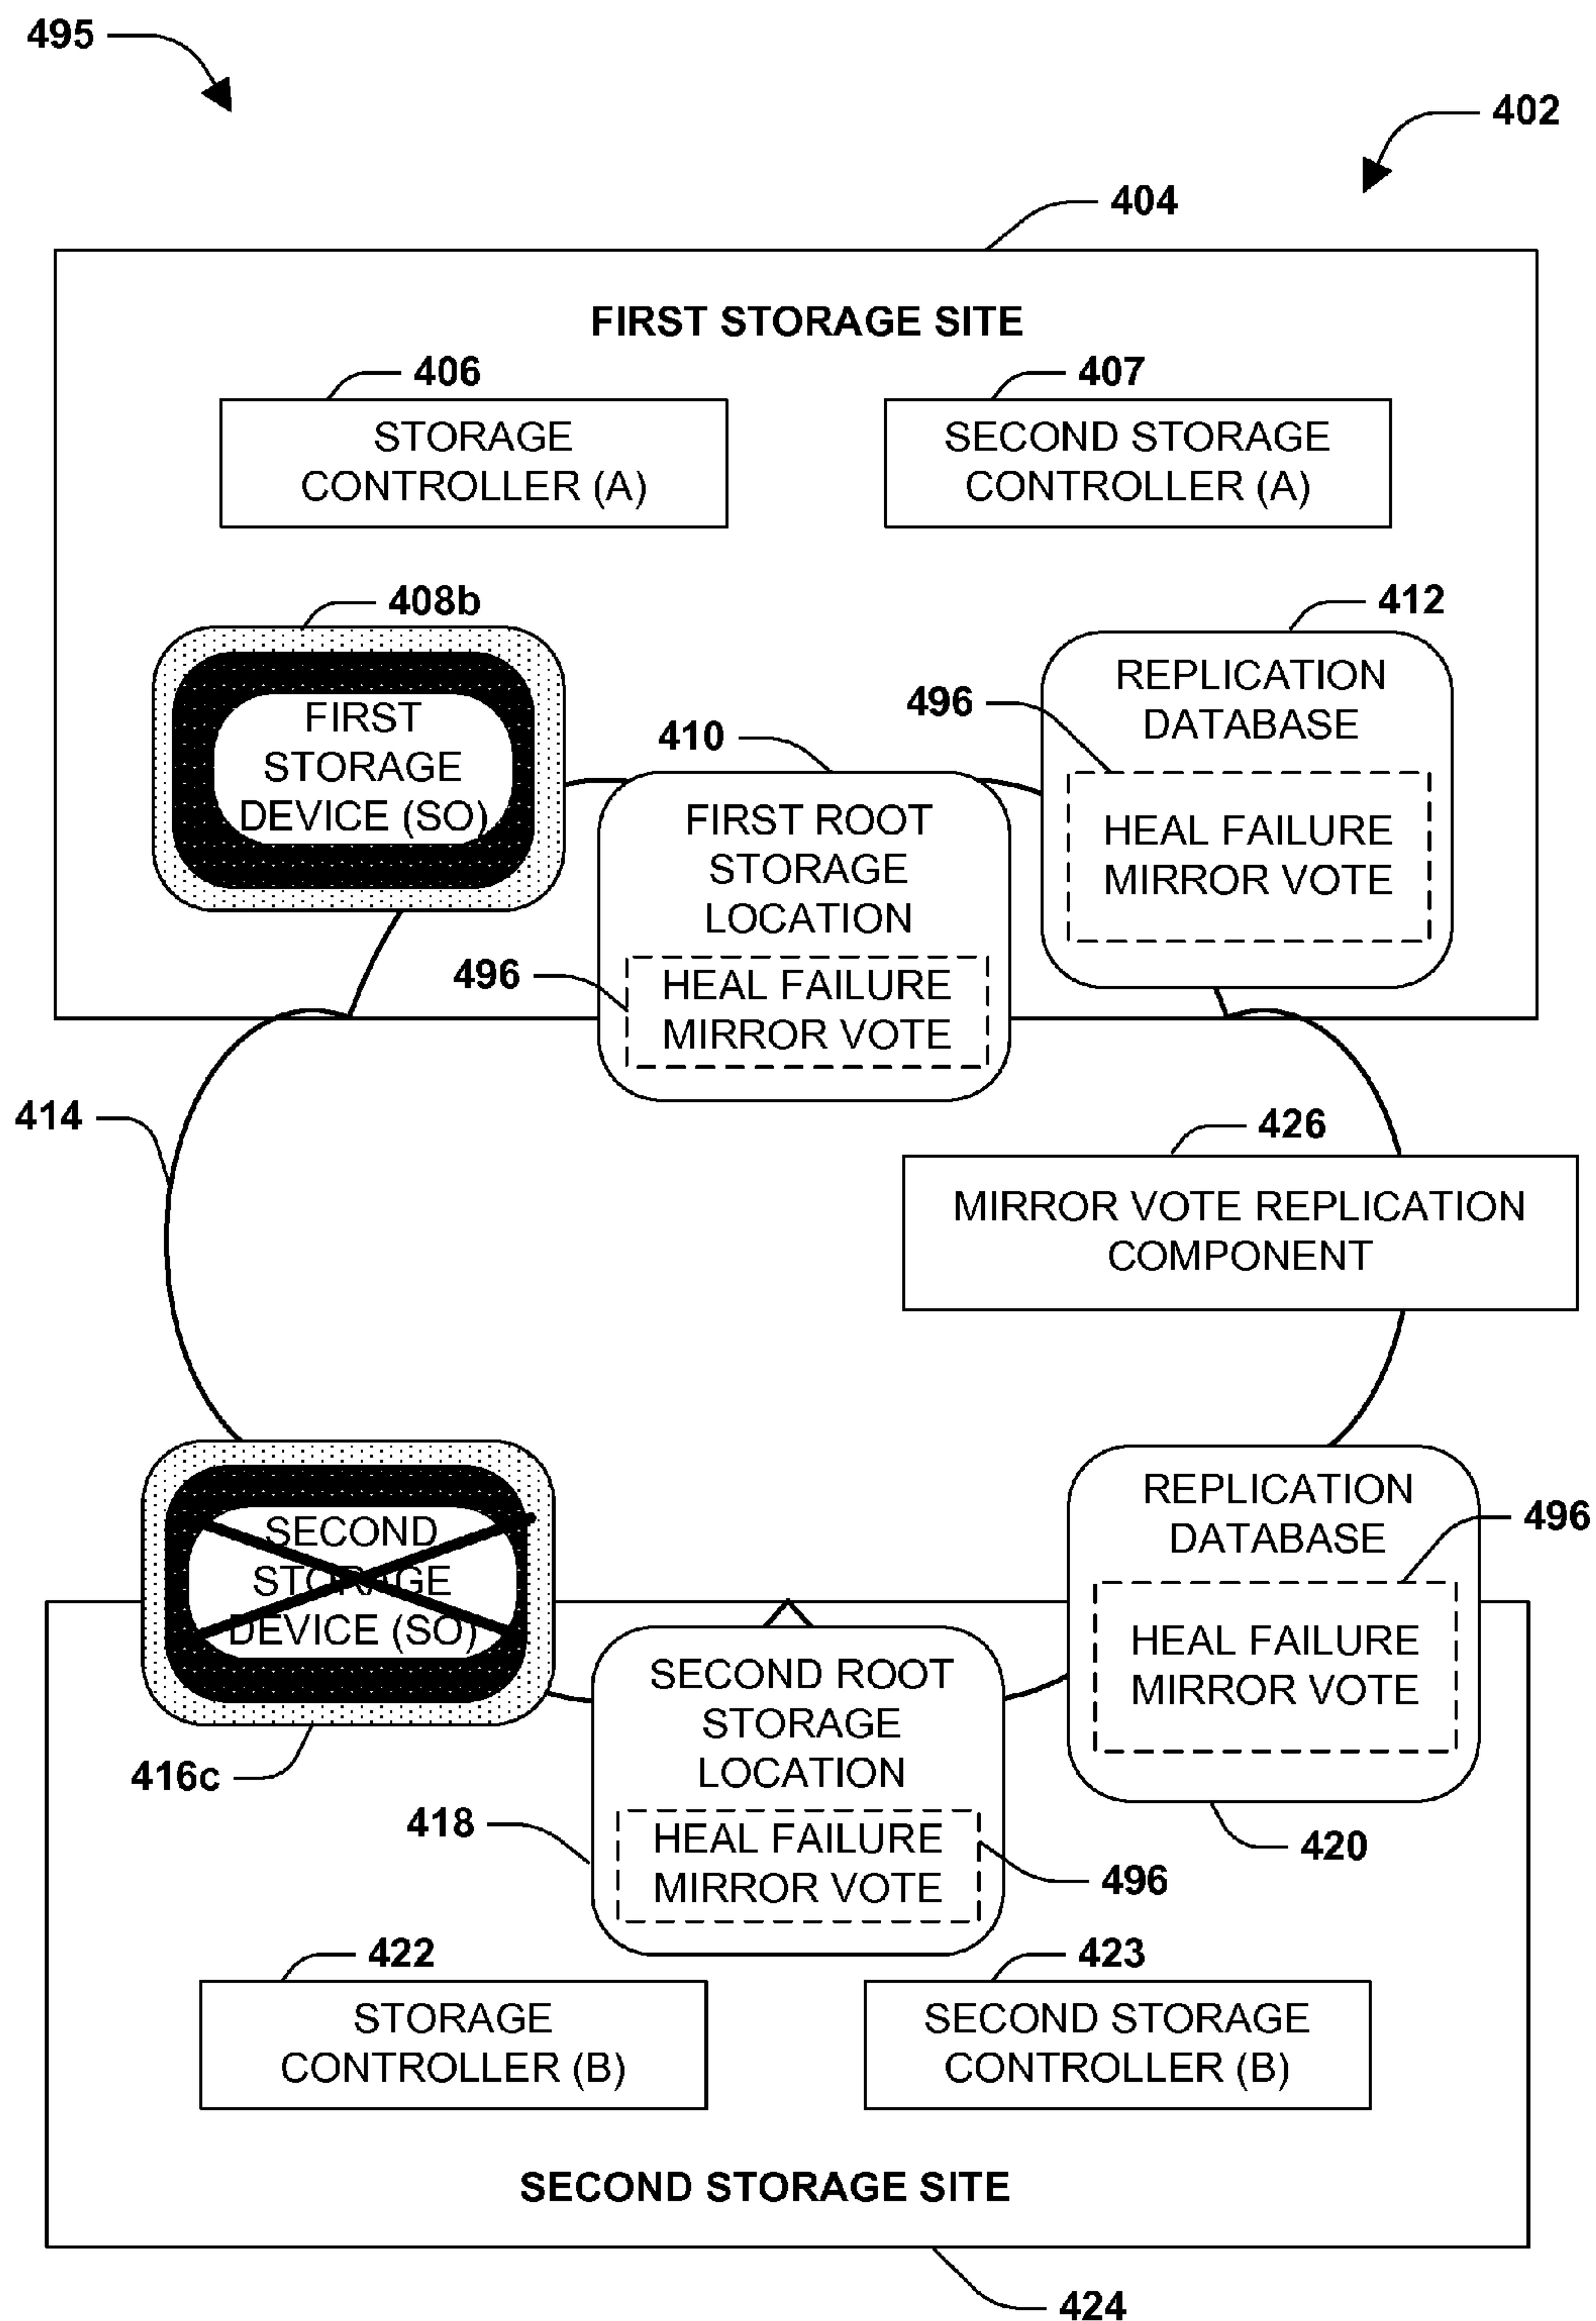 495
402
404
FIRST STORAGE SITE
406
407
STORAGE
CONTROLLER (A)
SECOND STORAGE
CONTROLLER (A)
408b
412
FIRST
STORAGE
DEVICE (SO)
410
496
REPLICATION
DATABASE
HEAL FAILURE
MIRROR VOTE
FIRST ROOT
STORAGE
LOCATION
496
HEAL FAILURE
MIRROR VOTE
414
426
MIRROR VOTE REPLICATION
COMPONENT
SECOND
STORAGE
DEVICE (SO)
416c
REPLICATION
DATABASE
496
HEAL FAILURE
MIRROR VOTE
420
SECOND ROOT
STORAGE
LOCATION
418
HEAL FAILURE
MIRROR VOTE
496
422
423
STORAGE
CONTROLLER (B)
SECOND STORAGE
CONTROLLER (B)
SECOND STORAGE SITE
424